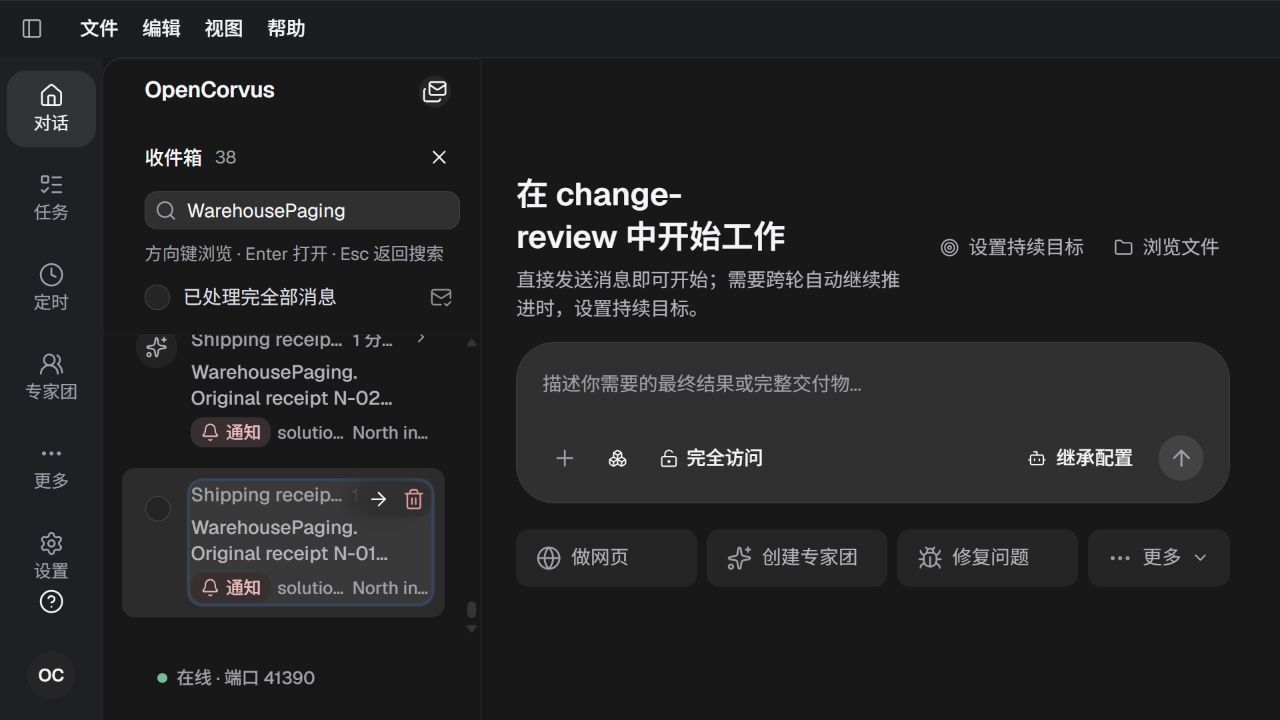 文件 编辑 视图 帮助
对话
任务
定时
专家团
更多
设置
OC
OpenCorvus
收件箱 38
WarehousePaging
方向键浏览 · Enter 打开 · Esc 返回搜索
已处理完全部消息
Shipping receip... 1 分...
WarehousePaging.
Original receipt N-02...
通知 solutio... North in...
Shipping receip... 1
WarehousePaging.
Original receipt N-01...
通知 solutio... North in...
在线 · 端口 41390
在 change-
review 中开始工作
直接发送消息即可开始；需要跨轮自动继续推
进时，设置持续目标。
设置持续目标 浏览文件
描述你需要的最终结果或完整交付物...
完全访问 继承配置
做网页 创建专家团 修复问题 更多